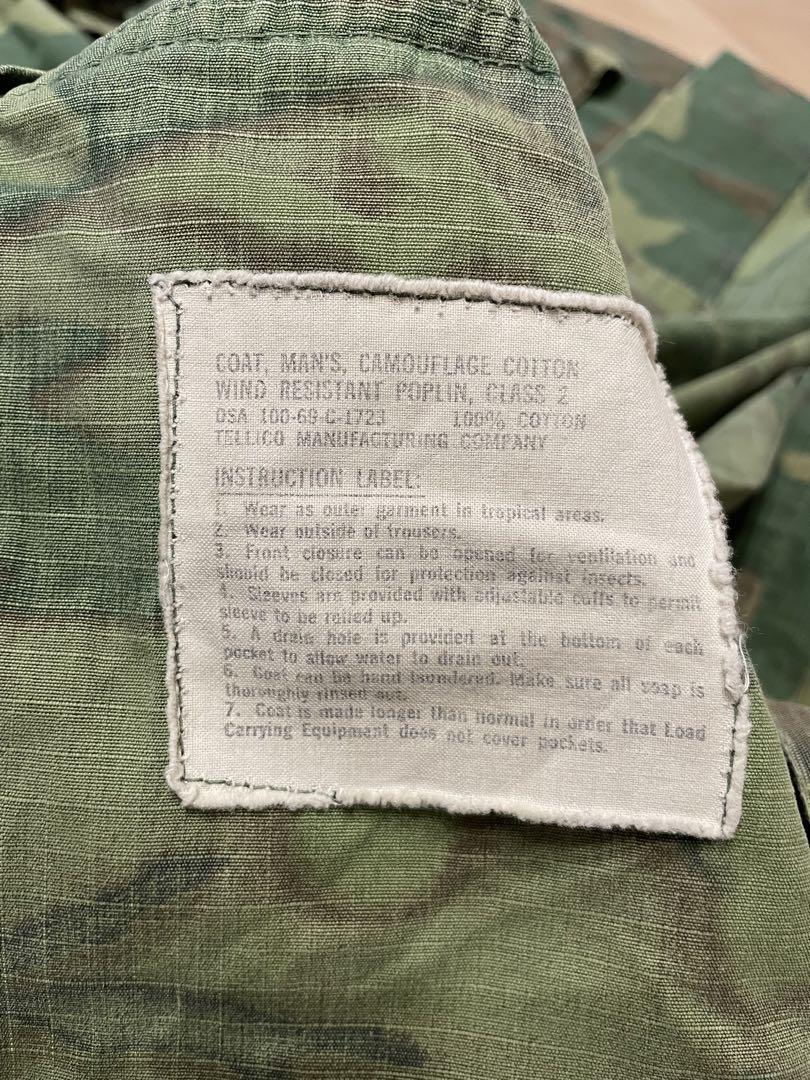 COAT, MAN'S, CAMOUFLAGE COTTON
WIND RESISTANT POPLIN, CLASS 2
DSA 100-69-C-1723 100% COTTON
TELLICO MANUFACTURING COMPANY
INSTRUCTION LABEL:
1. Wear as outer garment in tropical areas.
2. Wear outside of trousers.
3. Front closure can be opened for ventilation and
should be closed for protection against insects.
4. Sleeves are provided with adjustable cuffs to permit
sleeve to be rolled up.
5. A drain hole is provided at the bottom of each
pocket to allow water to drain out.
6. Coat can be hand laundered. Make sure all soap is
thoroughly rinsed out.
7. Coat is made longer than normal in order that Load
Carrying Equipment does not cover pockets.